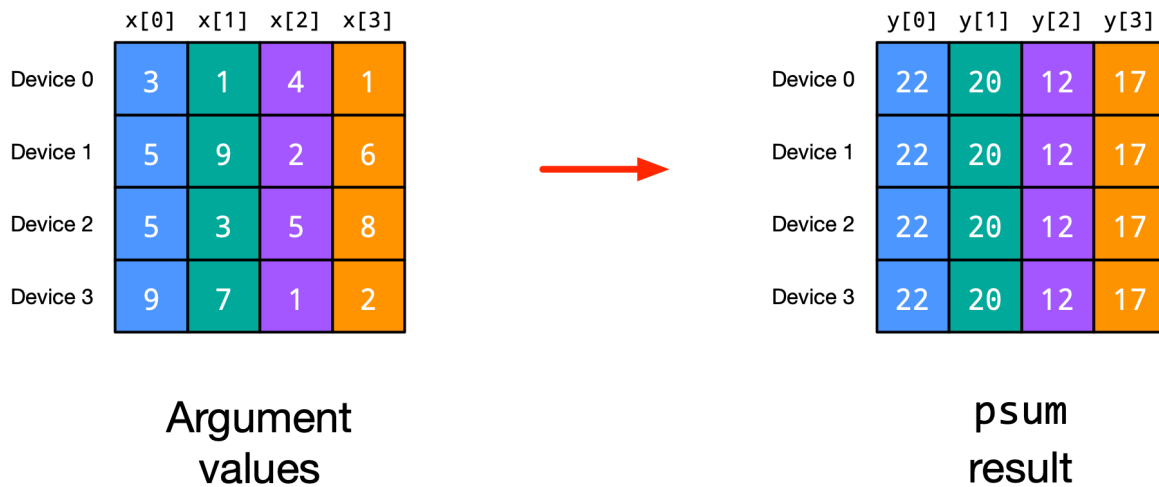 x[0] x[1] x[2] x[3] y[0] y[1] y[2] y[3]
Device 0 3 1 4 1 Device 0 22 20 12 17
Device 1 5 9 2 6 Device 1 22 20 12 17
Device 2 5 3 5 8 Device 2 22 20 12 17
Device 3 9 7 1 2 Device 3 22 20 12 17
Argument psum
values result